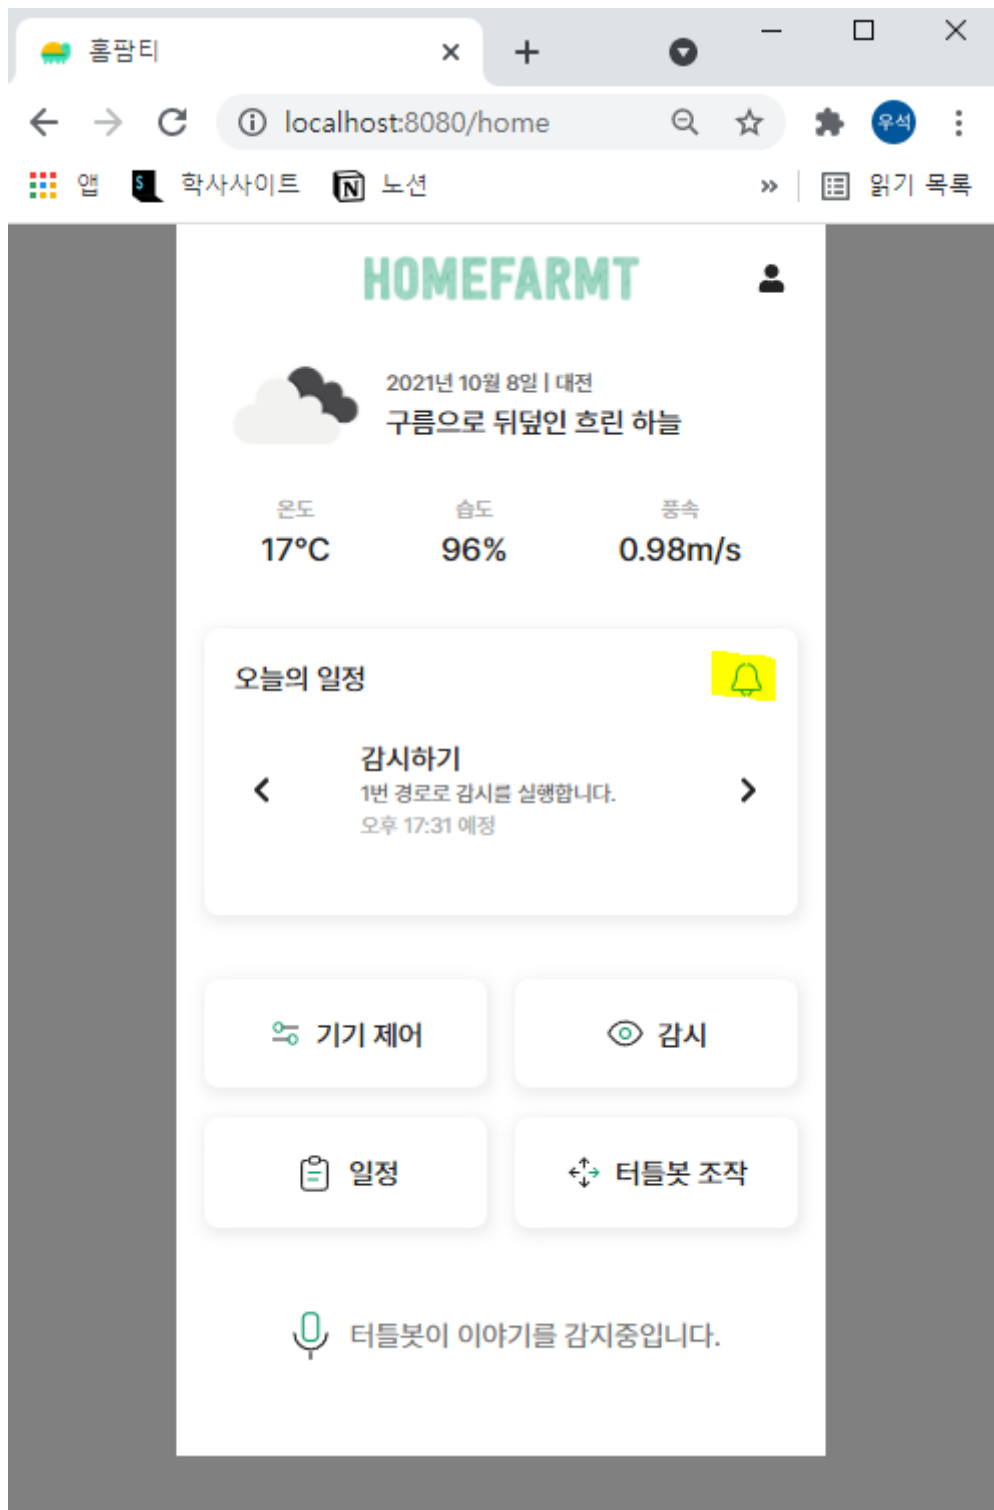 홈팜티
localhost:8080/home
우석
앱 학사사이트 노션 » 읽기 목록
HOMEFARMT
2021년 10월 8일 | 대전
구름으로 뒤덮인 흐린 하늘
온도 습도 풍속
17°C 96% 0.98m/s
오늘의 일정
감시하기
1번 경로로 감시를 실행합니다.
오후 17:31 예정
기기 제어 감시
일정 터틀봇 조작
터틀봇이 이야기를 감지중입니다.